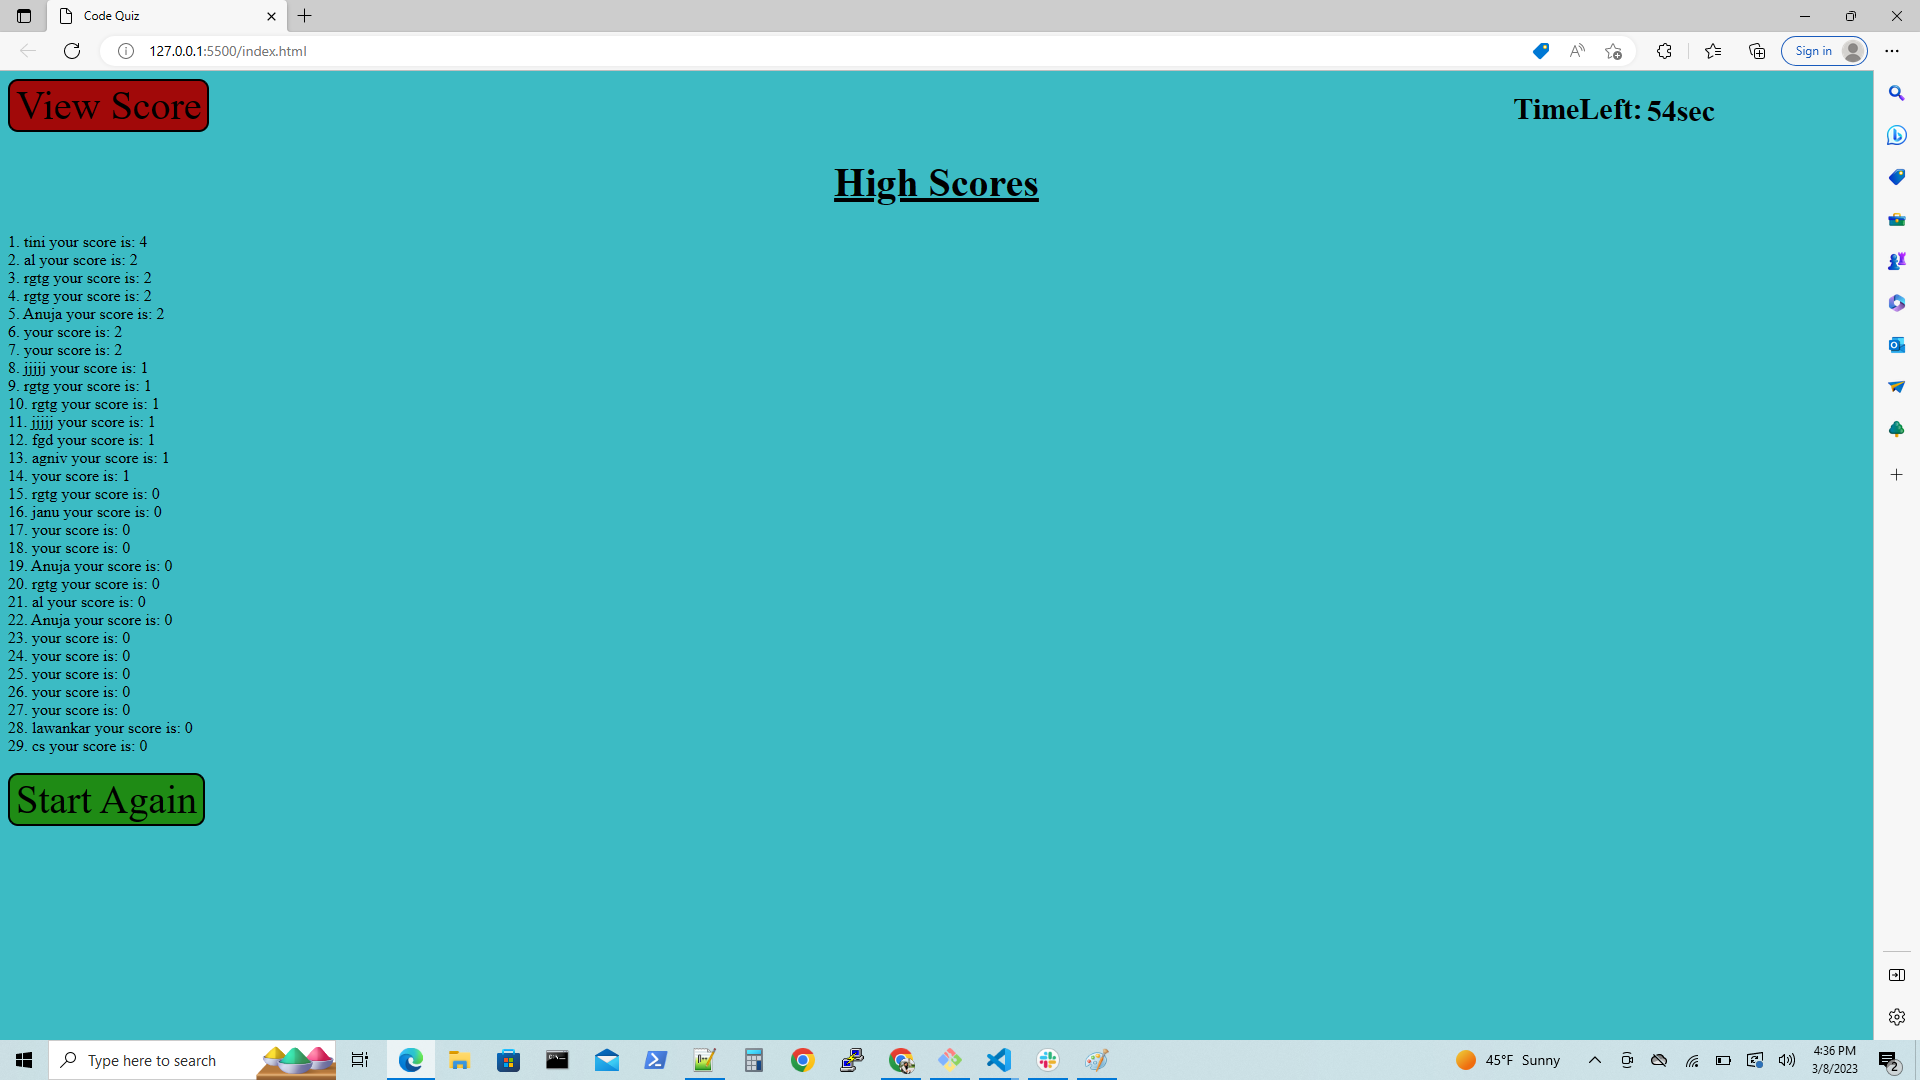 Code Quiz
127.0.0.1:5500/index.html
Sign in
View Score
TimeLeft: 54sec
High Scores
1. tini your score is: 4
2. al your score is: 2
3. rgtg your score is: 2
4. rgtg your score is: 2
5. Anuja your score is: 2
6. your score is: 2
7. your score is: 2
8. jjjjj your score is: 1
9. rgtg your score is: 1
10. rgtg your score is: 1
11. jjjjj your score is: 1
12. fgd your score is: 1
13. agniv your score is: 1
14. your score is: 1
15. rgtg your score is: 0
16. janu your score is: 0
17. your score is: 0
18. your score is: 0
19. Anuja your score is: 0
20. rgtg your score is: 0
21. al your score is: 0
22. Anuja your score is: 0
23. your score is: 0
24. your score is: 0
25. your score is: 0
26. your score is: 0
27. your score is: 0
28. lawankar your score is: 0
29. cs your score is: 0
Start Again
Type here to search
45°F Sunny
4:36 PM
3/8/2023
2